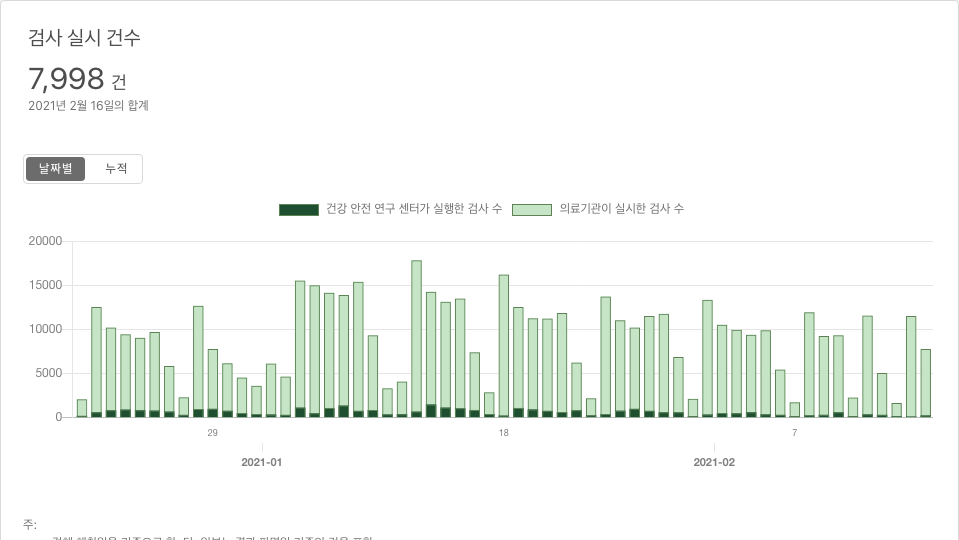 검사 실시 건수
7,998 건
2021년 2월 16일의 합계
날짜별 누적
건강 안전 연구 센터가 실행한 검사 수 의료기관이 실시한 검사 수
20000
15000
10000
5000
0
29 18 7
2021-01 2021-02
주: